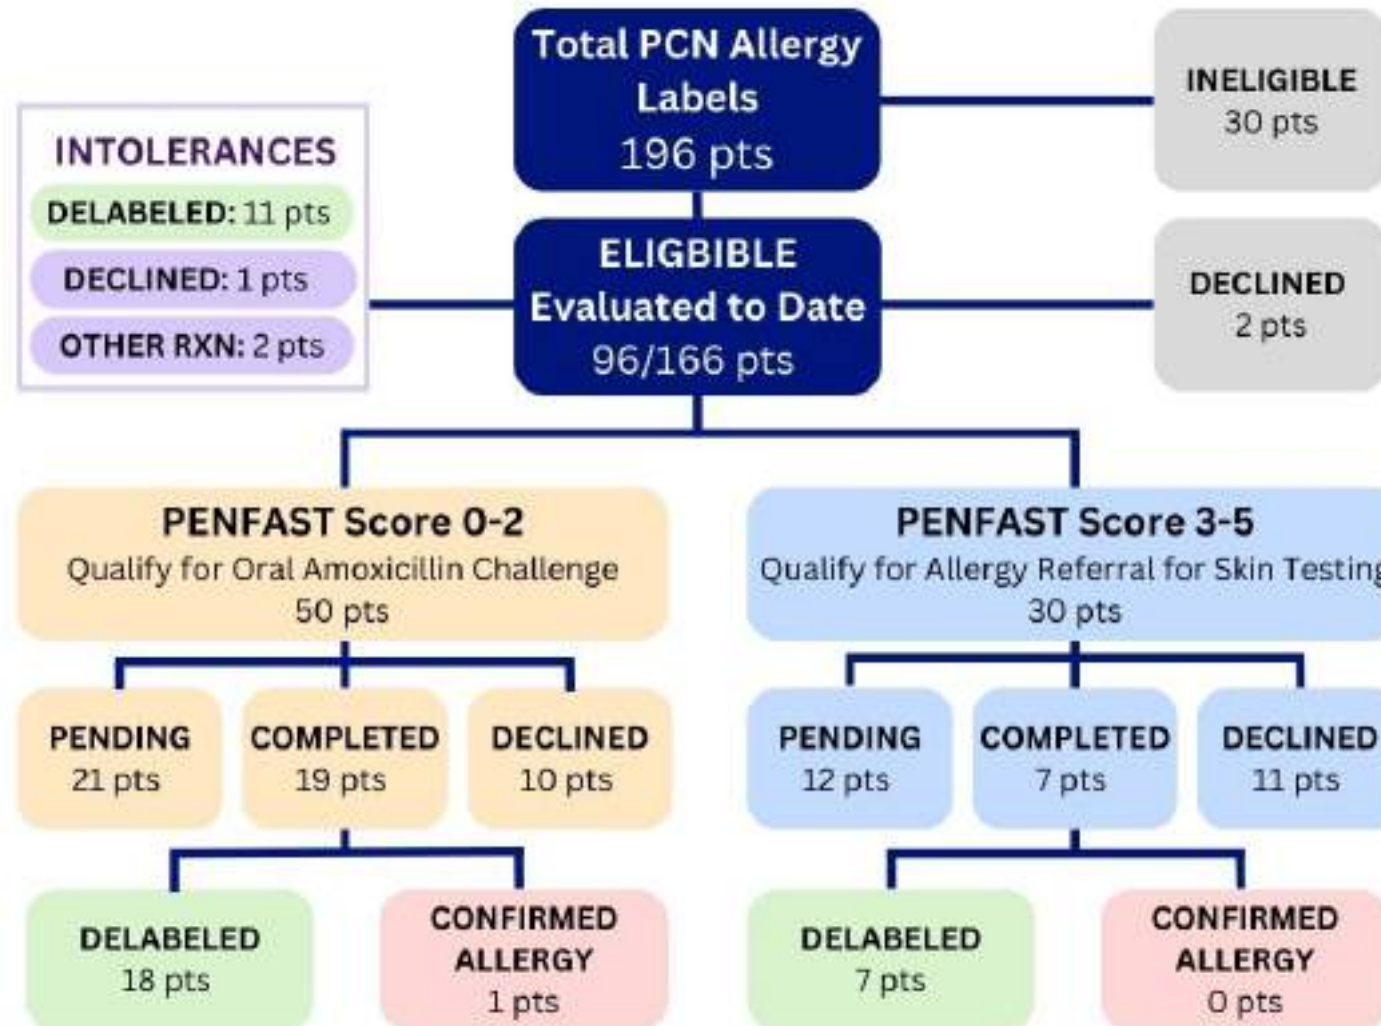 Total PCN Allergy
Labels
196 pts
INELIGIBLE
30 pts
INTOLERANCES
DELABELED: 11 pts
DECLINED: 1 pts
OTHER RXN: 2 pts
ELIGBIBLE
Evaluated to Date
96/166 pts
DECLINED
2 pts
PENFAST Score 0-2
Qualify for Oral Amoxicillin Challenge
50 pts
PENFAST Score 3-5
Qualify for Allergy Referral for Skin Testing
30 pts
PENDING
21 pts
COMPLETED
19 pts
DECLINED
10 pts
PENDING
12 pts
COMPLETED
7 pts
DECLINED
11 pts
DELABELED
18 pts
CONFIRMED
ALLERGY
1 pts
DELABELED
7 pts
CONFIRMED
ALLERGY
0 pts